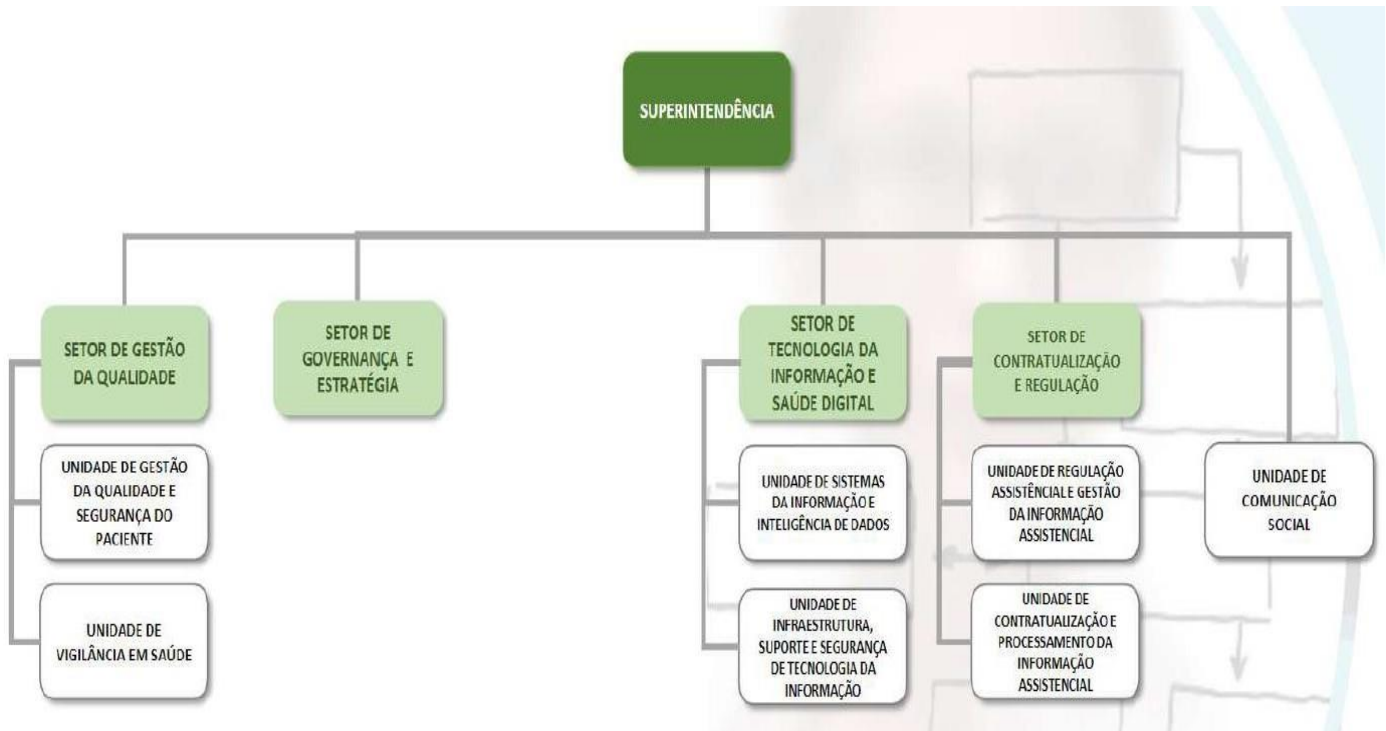 SUPERINTENDÊNCIA
SETOR DE GESTÃO
DA QUALIDADE
SETOR DE
GOVERNANÇA E
ESTRATÉGIA
SETOR DE
TECNOLOGIA DA
INFORMAÇÃO E
SAÚDE DIGITAL
SETOR DE
CONTRATUALIZAÇÃO
E REGULAÇÃO
UNIDADE DE GESTÃO
DA QUALIDADE E
SEGURANÇA DO
PACIENTE
UNIDADE DE SISTEMAS
DA INFORMAÇÃO E
INTELIGÊNCIA DE DADOS
UNIDADE DE REGULAÇÃO
ASSISTÊNCIAL E GESTÃO
DA INFORMAÇÃO
ASSISTENCIAL
UNIDADE DE
COMUNICAÇÃO
SOCIAL
UNIDADE DE
VIGILÂNCIA EM SAÚDE
UNIDADE DE
INFRAESTRUTURA,
SUPORTE E SEGURANÇA
DE TECNOLOGIA DA
INFORMAÇÃO
UNIDADE DE
CONTRATUALIZAÇÃO E
PROCESSAMENTO DA
INFORMAÇÃO
ASSISTENCIAL